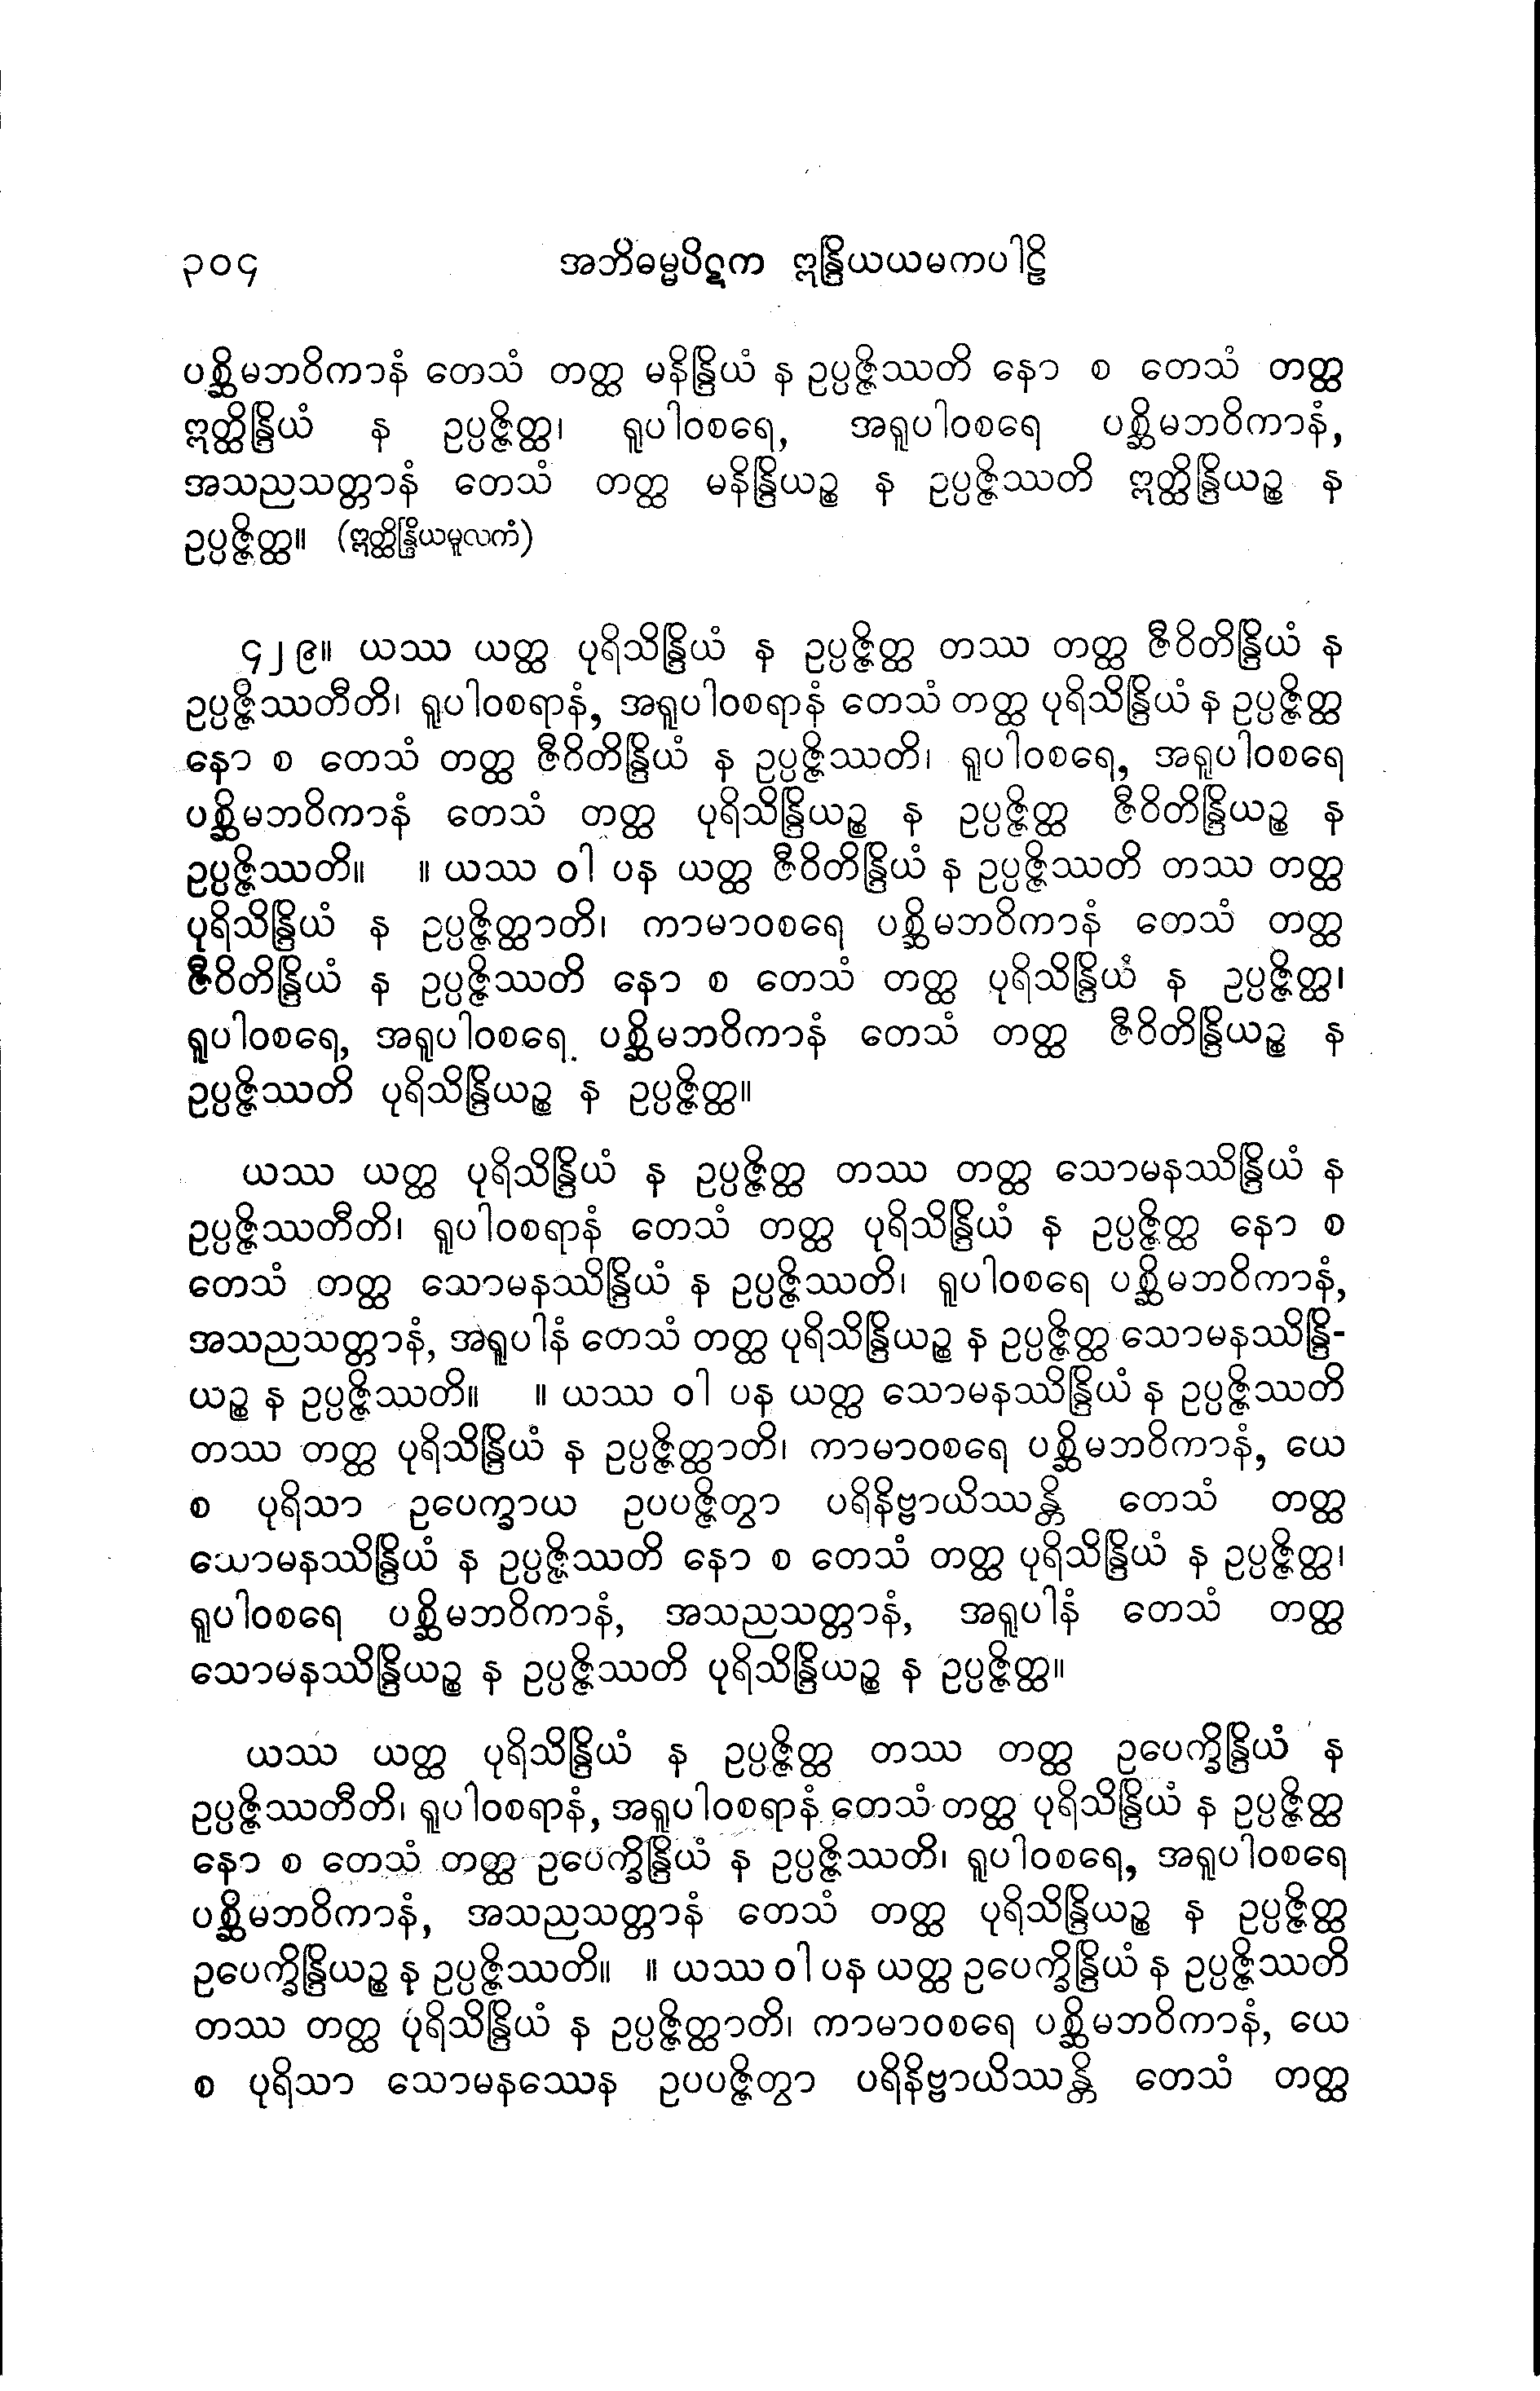 ၃၀၄ အဘိဓမ္မပိဋက ဣန္ဒြိယယမကပါဠိ
ပစ္ဆိမဘဝိကာနံ တေသံ တတ္ထ မနိန္ဒြိယံ န ဥပ္ပဇ္ဇိဿတိ နော စ တေသံ တတ္ထ
ဣတ္ထိန္ဒြိယံ န ဥပ္ပဇ္ဇိတ္ထ၊ ရူပါဝစရေ, အရူပါဝစရေ ပစ္ဆိမဘဝိကာနံ,
အသညသတ္တာနံ တေသံ တတ္ထ မနိန္ဒြိယဉ္စ န ဥပ္ပဇ္ဇိဿတိ ဣတ္ထိန္ဒြိယဉ္စ န
ဥပ္ပဇ္ဇိတ္ထ။ (ဣတ္ထိန္ဒြိယမူလကံ)
၄၂၉။ ယဿ ယတ္ထ ပုရိသိန္ဒြိယံ န ဥပ္ပဇ္ဇိတ္ထ တဿ တတ္ထ ဇီဝိတိန္ဒြိယံ န
ဥပ္ပဇ္ဇိဿတီတိ၊ ရူပါဝစရာနံ, အရူပါဝစရာနံ တေသံ တတ္ထ ပုရိသိန္ဒြိယံ န ဥပ္ပဇ္ဇိတ္ထ
နော စ တေသံ တတ္ထ ဇီဝိတိန္ဒြိယံ န ဥပ္ပဇ္ဇိဿတိ၊ ရူပါဝစရေ, အရူပါဝစရေ
ပစ္ဆိမဘဝိကာနံ တေသံ တတ္ထ ပုရိသိန္ဒြိယဉ္စ န ဥပ္ပဇ္ဇိတ္ထ ဇီဝိတိန္ဒြိယဉ္စ န
ဥပ္ပဇ္ဇိဿတိ။ ။ ယဿ ဝါ ပန ယတ္ထ ဇီဝိတိန္ဒြိယံ န ဥပ္ပဇ္ဇိဿတိ တဿ တတ္ထ
ပုရိသိန္ဒြိယံ န ဥပ္ပဇ္ဇိတ္ထာတိ၊ ကာမာဝစရေ ပစ္ဆိမဘဝိကာနံ တေသံ တတ္ထ
ဇီဝိတိန္ဒြိယံ န ဥပ္ပဇ္ဇိဿတိ နော စ တေသံ တတ္ထ ပုရိသိန္ဒြိယံ န ဥပ္ပဇ္ဇိတ္ထ၊
ရူပါဝစရေ, အရူပါဝစရေ ပစ္ဆိမဘဝိကာနံ တေသံ တတ္ထ ဇီဝိတိန္ဒြိယဉ္စ န
ဥပ္ပဇ္ဇိဿတိ ပုရိသိန္ဒြိယဉ္စ န ဥပ္ပဇ္ဇိတ္ထ။
ယဿ ယတ္ထ ပုရိသိန္ဒြိယံ န ဥပ္ပဇ္ဇိတ္ထ တဿ တတ္ထ သောမနဿိန္ဒြိယံ န
ဥပ္ပဇ္ဇိဿတီတိ၊ ရူပါဝစရာနံ တေသံ တတ္ထ ပုရိသိန္ဒြိယံ န ဥပ္ပဇ္ဇိတ္ထ နော စ
တေသံ တတ္ထ သောမနဿိန္ဒြိယံ န ဥပ္ပဇ္ဇိဿတိ၊ ရူပါဝစရေ ပစ္ဆိမဘဝိကာနံ,
အသညသတ္တာနံ, အရူပါနံ တေသံ တတ္ထ ပုရိသိန္ဒြိယဉ္စ န ဥပ္ပဇ္ဇိတ္ထ သောမနဿိန္ဒြိ-
ယဉ္စ န ဥပ္ပဇ္ဇိဿတိ။ ။ ယဿ ဝါ ပန ယတ္ထ သောမနဿိန္ဒြိယံ န ဥပ္ပဇ္ဇိဿတိ
တဿ တတ္ထ ပုရိသိန္ဒြိယံ န ဥပ္ပဇ္ဇိတ္ထာတိ၊ ကာမာဝစရေ ပစ္ဆိမဘဝိကာနံ, ယေ
စ ပုရိသာ ဥပေက္ခာယ ဥပပဇ္ဇိတွာ ပရိနိဗ္ဗာယိဿန္တိ တေသံ တတ္ထ
သောမနဿိန္ဒြိယံ န ဥပ္ပဇ္ဇိဿတိ နော စ တေသံ တတ္ထ ပုရိသိန္ဒြိယံ န ဥပ္ပဇ္ဇိတ္ထ၊
ရူပါဝစရေ ပစ္ဆိမဘဝိကာနံ, အသညသတ္တာနံ, အရူပါနံ တေသံ တတ္ထ
သောမနဿိန္ဒြိယဉ္စ န ဥပ္ပဇ္ဇိဿတိ ပုရိသိန္ဒြိယဉ္စ န ဥပ္ပဇ္ဇိတ္ထ။
ယဿ ယတ္ထ ပုရိသိန္ဒြိယံ န ဥပ္ပဇ္ဇိတ္ထ တဿ တတ္ထ ဥပေက္ခိန္ဒြိယံ န
ဥပ္ပဇ္ဇိဿတီတိ၊ ရူပါဝစရာနံ, အရူပါဝစရာနံ တေသံ တတ္ထ ပုရိသိန္ဒြိယံ န ဥပ္ပဇ္ဇိတ္ထ
နော စ တေသံ တတ္ထ ဥပေက္ခိန္ဒြိယံ န ဥပ္ပဇ္ဇိဿတိ၊ ရူပါဝစရေ, အရူပါဝစရေ
ပစ္ဆိမဘဝိကာနံ, အသညသတ္တာနံ တေသံ တတ္ထ ပုရိသိန္ဒြိယဉ္စ န ဥပ္ပဇ္ဇိတ္ထ
ဥပေက္ခိန္ဒြိယဉ္စ န ဥပ္ပဇ္ဇိဿတိ။ ။ ယဿ ဝါ ပန ယတ္ထ ဥပေက္ခိန္ဒြိယံ န ဥပ္ပဇ္ဇိဿတိ
တဿ တတ္ထ ပုရိသိန္ဒြိယံ န ဥပ္ပဇ္ဇိတ္ထာတိ၊ ကာမာဝစရေ ပစ္ဆိမဘဝိကာနံ, ယေ
စ ပုရိသာ သောမနဿေန ဥပပဇ္ဇိတွာ ပရိနိဗ္ဗာယိဿန္တိ တေသံ တတ္ထ